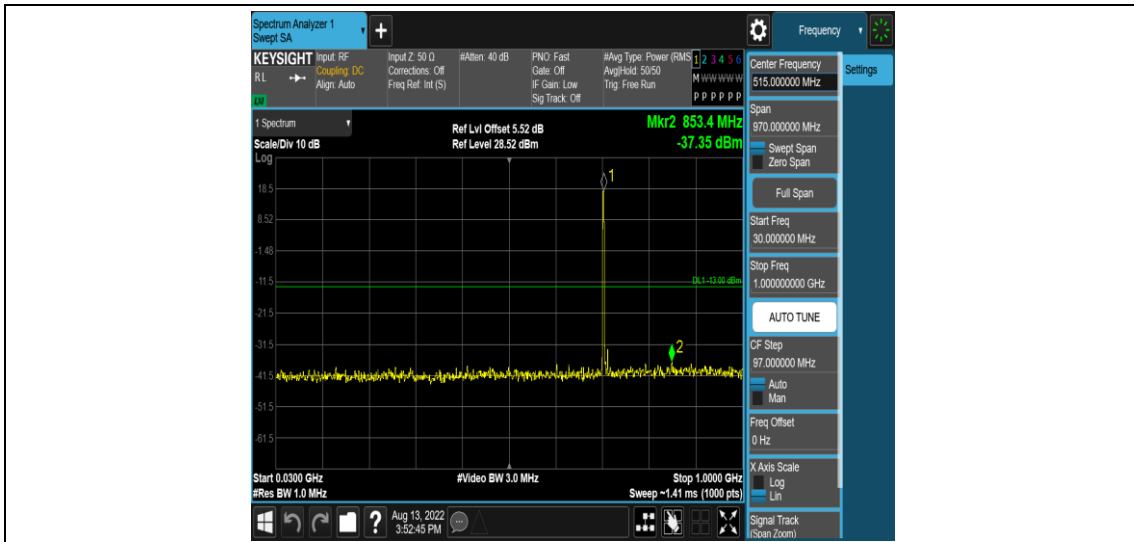 Spectrum Analyzer 1
Swept SA
Frequency
KEYSIGHT
RL
Input: RF
Coupling: DC
Align: Auto
Input Z: 50 Ω
Corrections: Off
Freq Ref: Int (S)
#Atten: 40 dB
PNO: Fast
Gate: Off
IF Gain: Low
Sig Track: Off
#Avg Type: Power (RMS
Avg|Hold: 50/50
Trig: Free Run
1 2 3 4 5 6
M W W W W W
P P P P P P
Center Frequency
515.000000 MHz
Settings
Span
970.000000 MHz
Swept Span
Zero Span
Full Span
Start Freq
30.000000 MHz
Stop Freq
1.000000000 GHz
AUTO TUNE
CF Step
97.000000 MHz
Auto
Man
Freq Offset
0 Hz
X Axis Scale
Log
Lin
Signal Track
(Span Zoom)
1 Spectrum
Scale/Div 10 dB
Log
Ref Lvl Offset 5.52 dB
Ref Level 28.52 dBm
Mkr2 853.4 MHz
-37.35 dBm
1
18.5
8.52
-1.48
-11.5
DL1 -13.00 dBm
-21.5
-31.5
2
-41.5
-51.5
-61.5
Start 0.0300 GHz
#Res BW 1.0 MHz
#Video BW 3.0 MHz
Stop 1.0000 GHz
Sweep ~1.41 ms (1000 pts)
?
Aug 13, 2022
3:52:45 PM